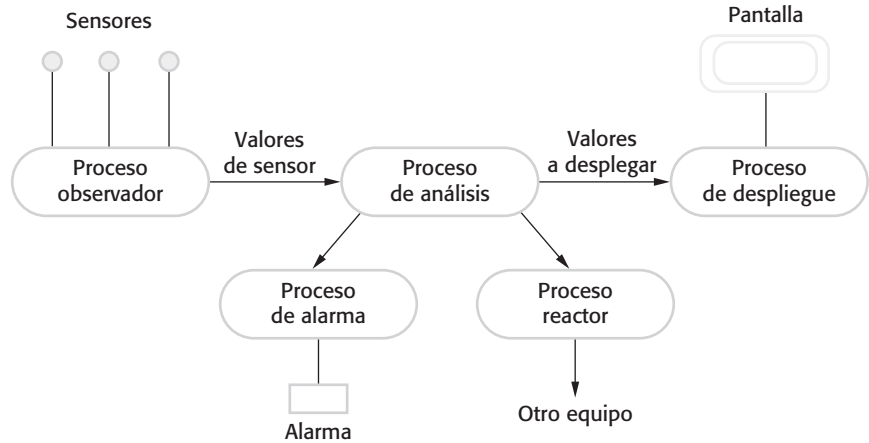 Sensores
Pantalla
Proceso
observador
Valores
de sensor
Proceso
de análisis
Valores
a desplegar
Proceso
de despliegue
Proceso
de alarma
Proceso
reactor
Alarma
Otro equipo